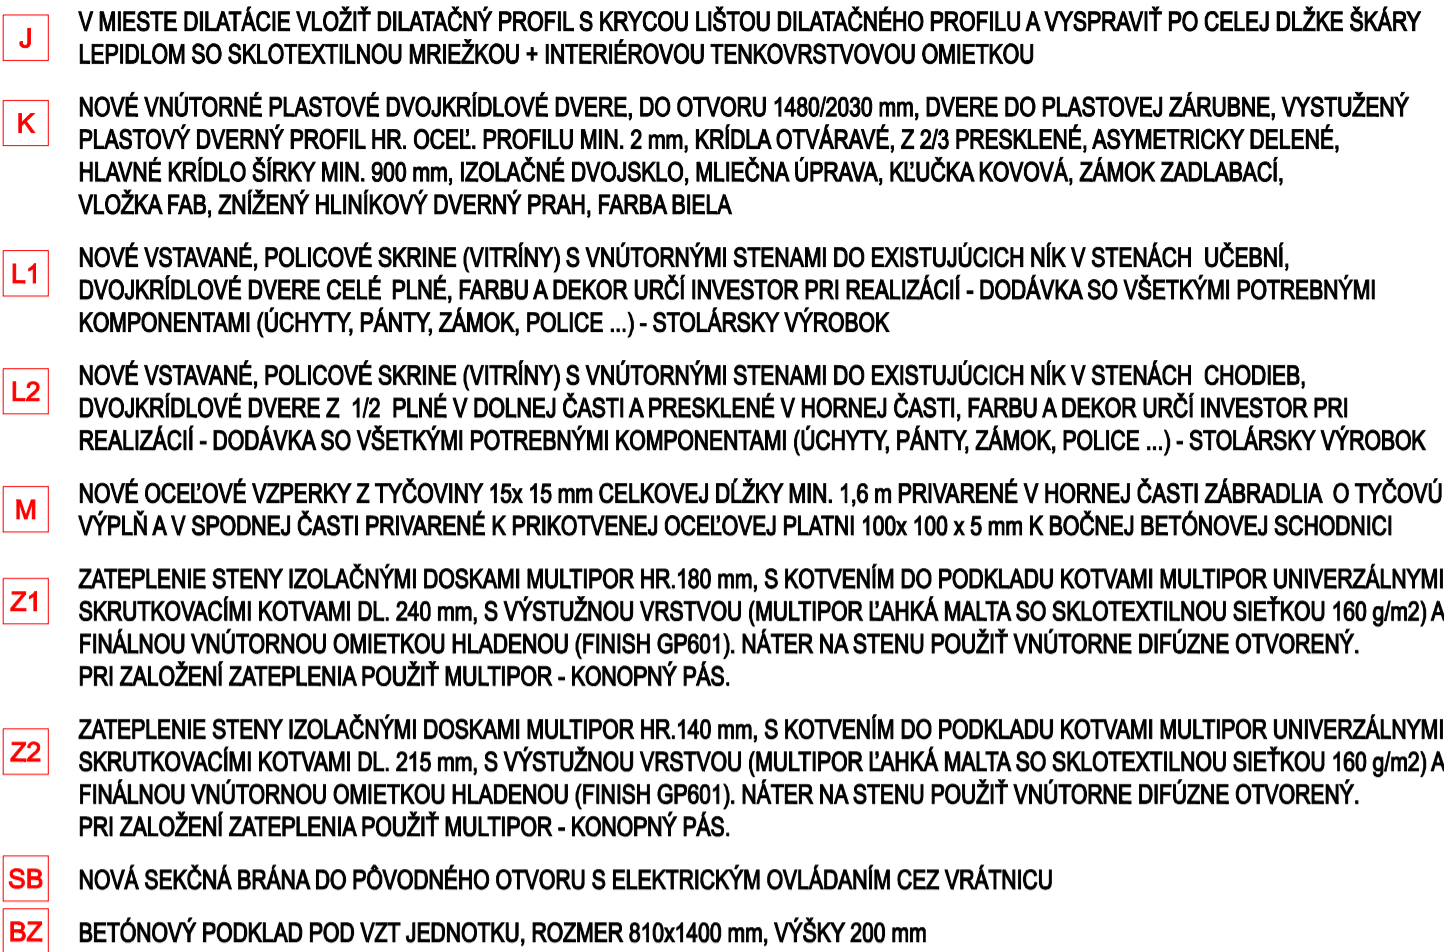 J V MIESTE DILATÁCIE VLOŽIŤ DILATAČNÝ PROFIL S KRYCOU LIŠTOU DILATAČNÉHO PROFILU A VYSPRAVIŤ PO CELEJ DLŽKE ŠKÁRY
LEPIDLOM SO SKLOTEXTILNOU MRIEŽKOU + INTERIÉROVOU TENKOVRSTVOVOU OMIETKOU
K NOVÉ VNÚTORNÉ PLASTOVÉ DVOJKRÍDLOVÉ DVERE, DO OTVORU 1480/2030 mm, DVERE DO PLASTOVEJ ZÁRUBNE, VYSTUŽENÝ
PLASTOVÝ DVERNÝ PROFIL HR. OCEĽ. PROFILU MIN. 2 mm, KRÍDLA OTVÁRAVÉ, Z 2/3 PRESKLENÉ, ASYMETRICKY DELENÉ,
HLAVNÉ KRÍDLO ŠÍRKY MIN. 900 mm, IZOLAČNÉ DVOJSKLO, MLIEČNA ÚPRAVA, KĽUČKA KOVOVÁ, ZÁMOK ZADLABACÍ,
VLOŽKA FAB, ZNÍŽENÝ HLINÍKOVÝ DVERNÝ PRAH, FARBA BIELA
L1 NOVÉ VSTAVANÉ, POLICOVÉ SKRINE (VITRÍNY) S VNÚTORNÝMI STENAMI DO EXISTUJÚCICH NÍK V STENÁCH UČEBNÍ,
DVOJKRÍDLOVÉ DVERE CELÉ PLNÉ, FARBU A DEKOR URČÍ INVESTOR PRI REALIZÁCIÍ - DODÁVKA SO VŠETKÝMI POTREBNÝMI
KOMPONENTAMI (ÚCHYTY, PÁNTY, ZÁMOK, POLICE ...) - STOLÁRSKY VÝROBOK
L2 NOVÉ VSTAVANÉ, POLICOVÉ SKRINE (VITRÍNY) S VNÚTORNÝMI STENAMI DO EXISTUJÚCICH NÍK V STENÁCH CHODIEB,
DVOJKRÍDLOVÉ DVERE Z 1/2 PLNÉ V DOLNEJ ČASTI A PRESKLENÉ V HORNEJ ČASTI, FARBU A DEKOR URČÍ INVESTOR PRI
REALIZÁCIÍ - DODÁVKA SO VŠETKÝMI POTREBNÝMI KOMPONENTAMI (ÚCHYTY, PÁNTY, ZÁMOK, POLICE ...) - STOLÁRSKY VÝROBOK
M NOVÉ OCEĽOVÉ VZPERKY Z TYČOVINY 15x 15 mm CELKOVEJ DĹŽKY MIN. 1,6 m PRIVARENÉ V HORNEJ ČASTI ZÁBRADLIA O TYČOVÚ
VÝPLŇ A V SPODNEJ ČASTI PRIVARENÉ K PRIKOTVENEJ OCEĽOVEJ PLATNI 100x 100 x 5 mm K BOČNEJ BETÓNOVEJ SCHODNICI
Z1 ZATEPLENIE STENY IZOLAČNÝMI DOSKAMI MULTIPOR HR.180 mm, S KOTVENÍM DO PODKLADU KOTVAMI MULTIPOR UNIVERZÁLNYMI
SKRUTKOVACÍMI KOTVAMI DL. 240 mm, S VÝSTUŽNOU VRSTVOU (MULTIPOR ĽAHKÁ MALTA SO SKLOTEXTILNOU SIEŤKOU 160 g/m2) A
FINÁLNOU VNÚTORNOU OMIETKOU HLADENOU (FINISH GP601). NÁTER NA STENU POUŽIŤ VNÚTORNE DIFÚZNE OTVORENÝ.
PRI ZALOŽENÍ ZATEPLENIA POUŽIŤ MULTIPOR - KONOPNÝ PÁS.
Z2 ZATEPLENIE STENY IZOLAČNÝMI DOSKAMI MULTIPOR HR.140 mm, S KOTVENÍM DO PODKLADU KOTVAMI MULTIPOR UNIVERZÁLNYMI
SKRUTKOVACÍMI KOTVAMI DL. 215 mm, S VÝSTUŽNOU VRSTVOU (MULTIPOR ĽAHKÁ MALTA SO SKLOTEXTILNOU SIEŤKOU 160 g/m2) A
FINÁLNOU VNÚTORNOU OMIETKOU HLADENOU (FINISH GP601). NÁTER NA STENU POUŽIŤ VNÚTORNE DIFÚZNE OTVORENÝ.
PRI ZALOŽENÍ ZATEPLENIA POUŽIŤ MULTIPOR - KONOPNÝ PÁS.
SB NOVÁ SEKČNÁ BRÁNA DO PÔVODNÉHO OTVORU S ELEKTRICKÝM OVLÁDANÍM CEZ VRÁTNICU
BZ BETÓNOVÝ PODKLAD POD VZT JEDNOTKU, ROZMER 810x1400 mm, VÝŠKY 200 mm